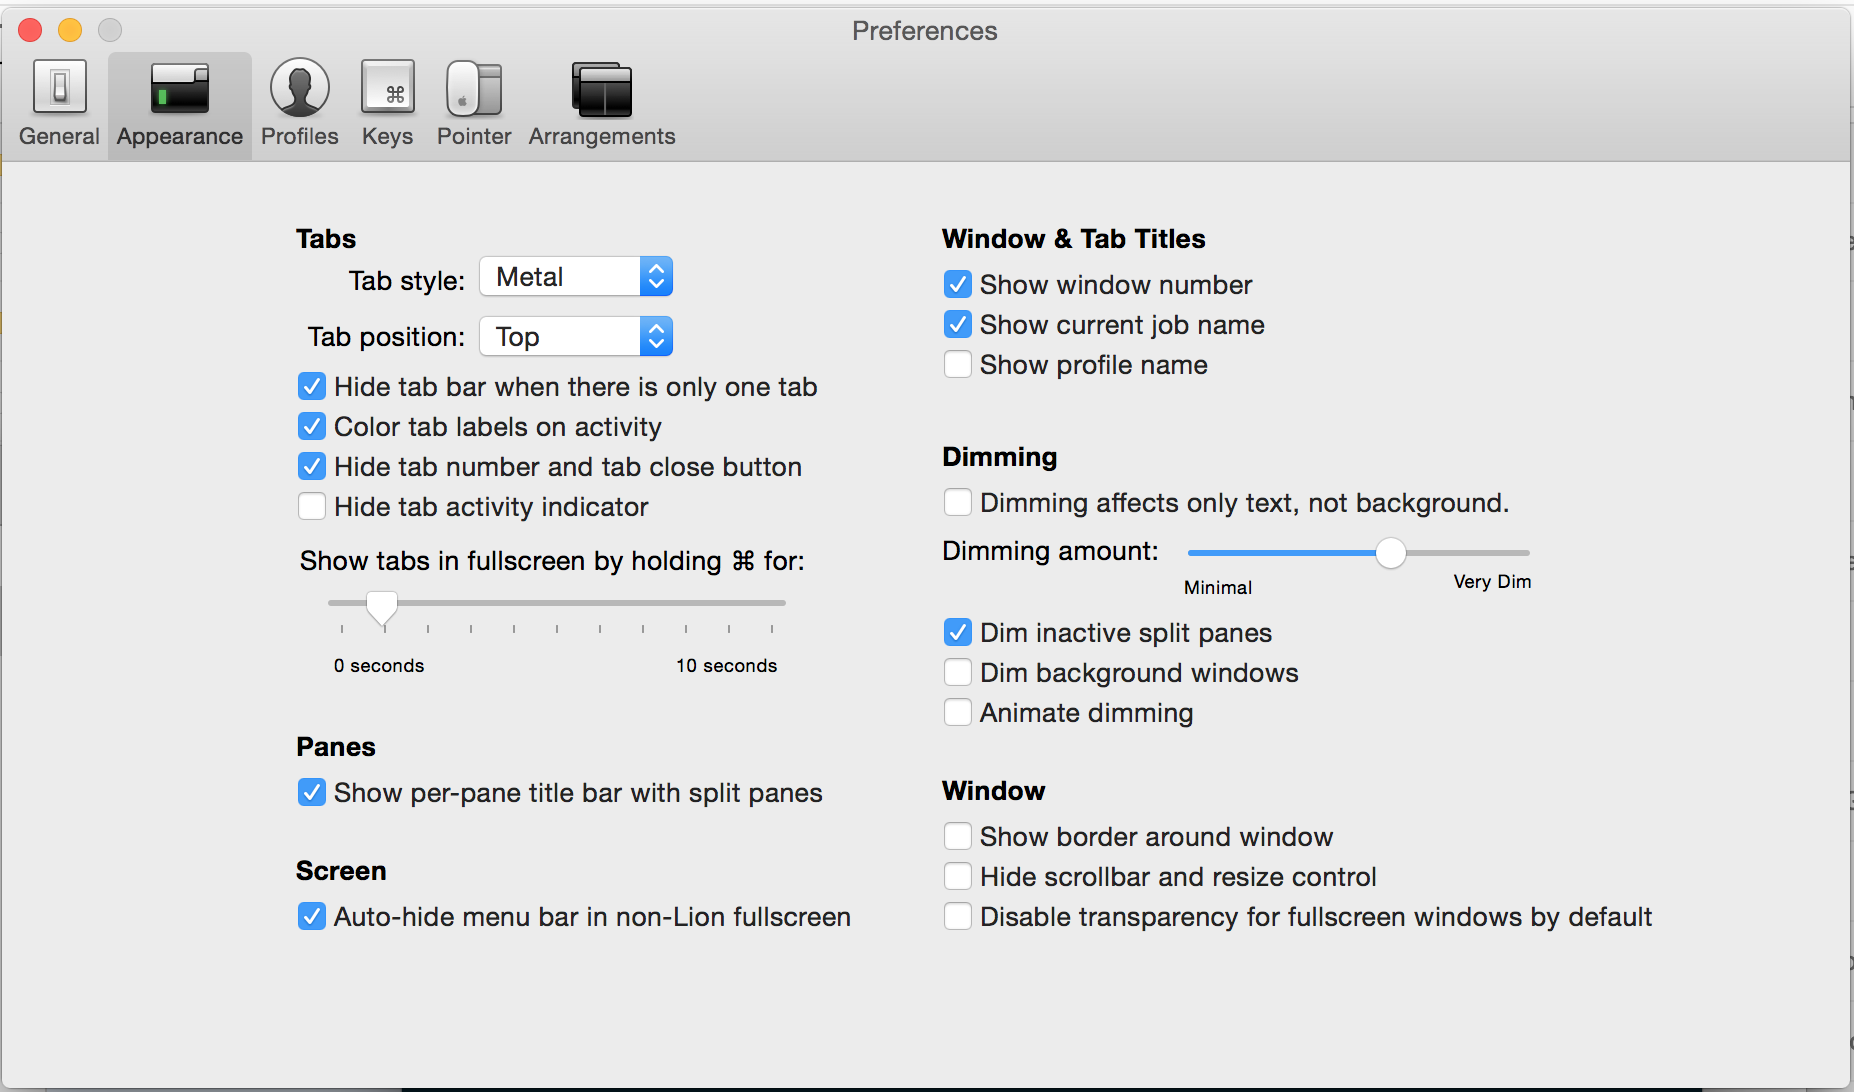 Preferences
General Appearance Profiles Keys Pointer Arrangements
Tabs
Tab style: Metal
Tab position: Top
Hide tab bar when there is only one tab
Color tab labels on activity
Hide tab number and tab close button
Hide tab activity indicator
Show tabs in fullscreen by holding ⌘ for:
0 seconds 10 seconds
Panes
Show per-pane title bar with split panes
Screen
Auto-hide menu bar in non-Lion fullscreen
Window & Tab Titles
Show window number
Show current job name
Show profile name
Dimming
Dimming affects only text, not background.
Dimming amount:
Minimal Very Dim
Dim inactive split panes
Dim background windows
Animate dimming
Window
Show border around window
Hide scrollbar and resize control
Disable transparency for fullscreen windows by default